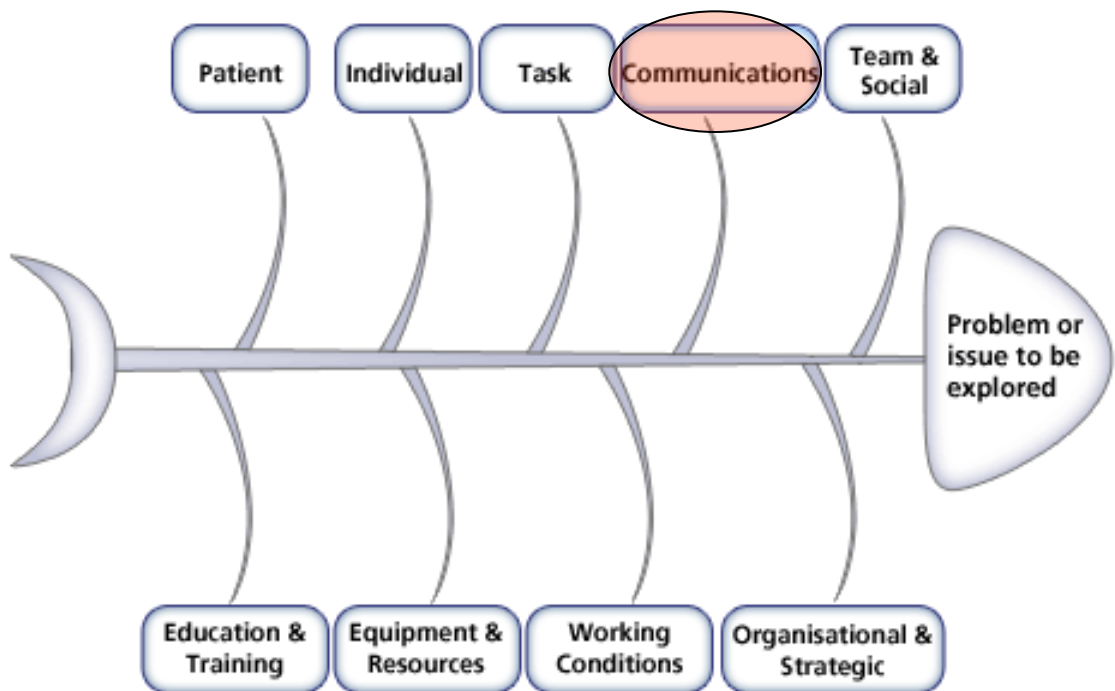 Patient
Individual
Task
Communications
Team &
Social
Problem or
issue to be
explored
Education &
Training
Equipment &
Resources
Working
Conditions
Organisational &
Strategic